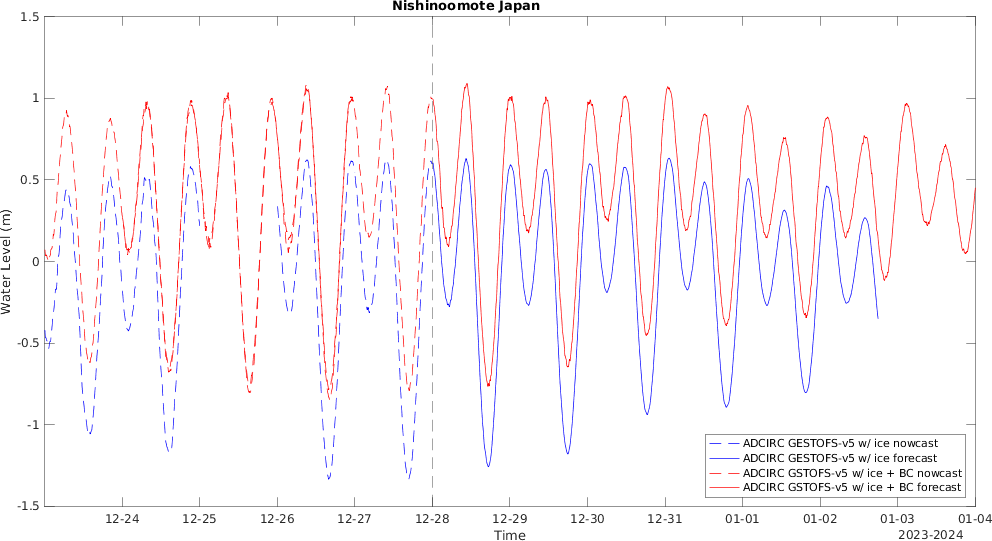 Nishinoomote Japan
1.5
1
0.5
0
-0.5
-1
-1.5
Water Level (m)
ADCIRC GESTOFS-v5 w/ ice nowcast
ADCIRC GESTOFS-v5 w/ ice forecast
ADCIRC GSTOFS-v5 w/ ice + BC nowcast
ADCIRC GSTOFS-v5 w/ ice + BC forecast
12-24 12-25 12-26 12-27 12-28 12-29 12-30 12-31 01-01 01-02 01-03 01-04
Time
2023-2024